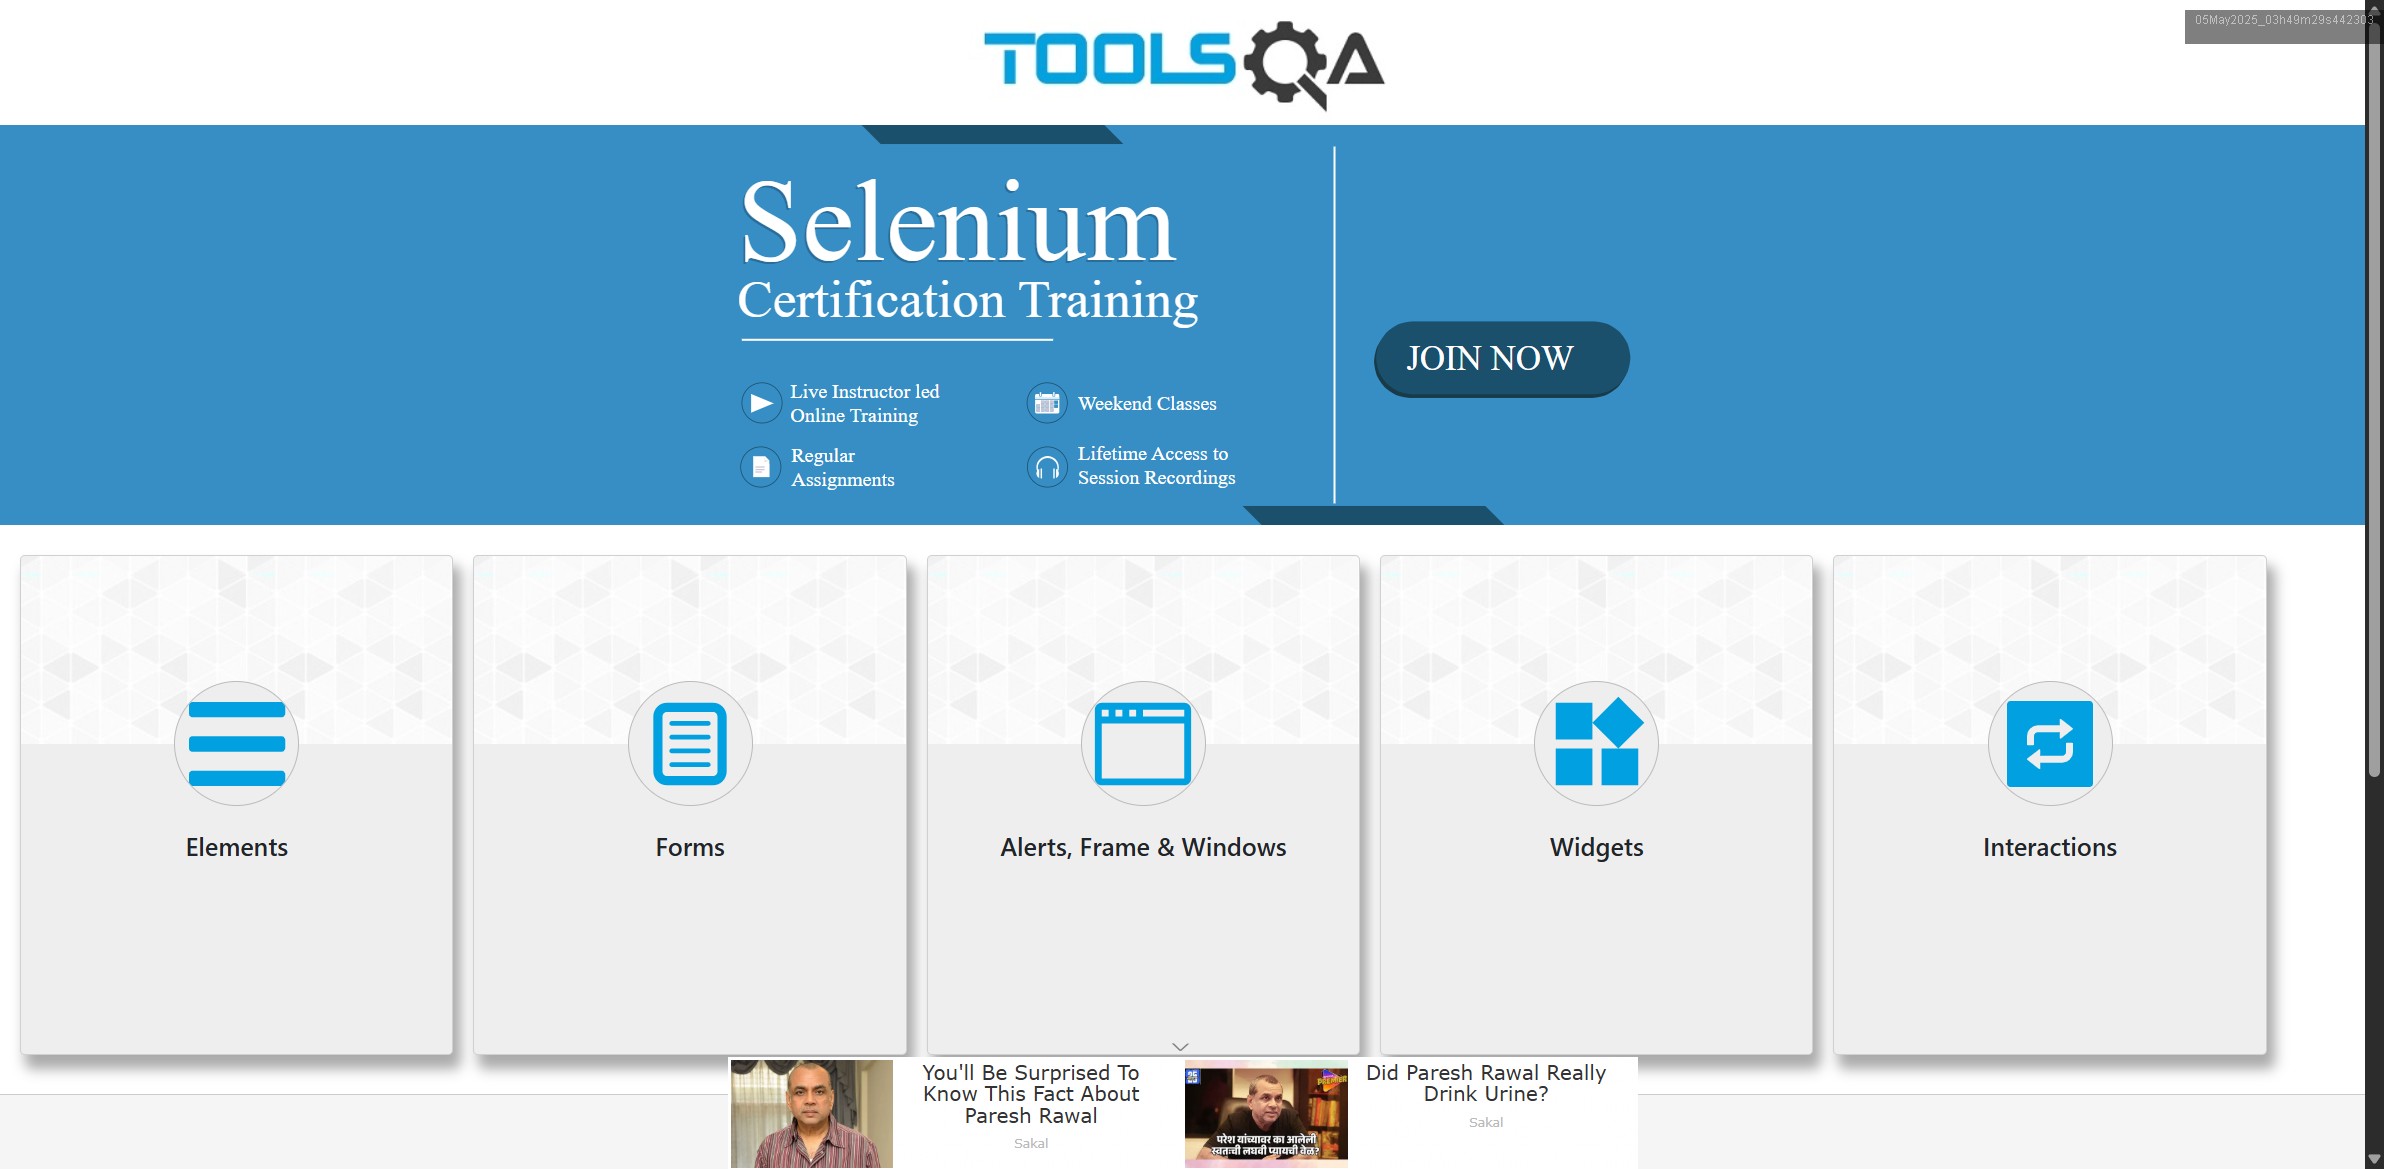 TOOLSQA
05May2025_03h49m29s442303
Selenium
Certification Training
JOIN NOW
Live Instructor led
Online Training
Weekend Classes
Regular
Assignments
Lifetime Access to
Session Recordings
Elements
Forms
Alerts, Frame & Windows
Widgets
Interactions
You'll Be Surprised To
Know This Fact About
Paresh Rawal
Sakal
PREMIER
परेश यांच्यावर का आलेली
स्वतःची लघवी प्यायची वेळ?
Did Paresh Rawal Really
Drink Urine?
Sakal